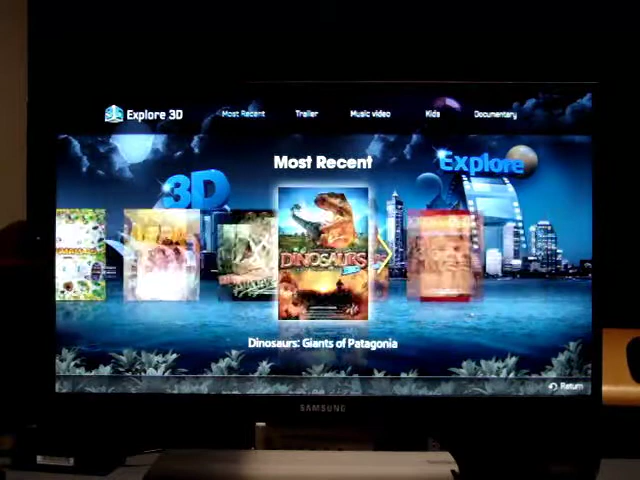 Explore 3D
Most Recent
Trailer
Music video
Kids
Documentary
Most Recent
3D
Explore
DINOSAURS
Dinosaurs: Giants of Patagonia
Return
SAMSUNG